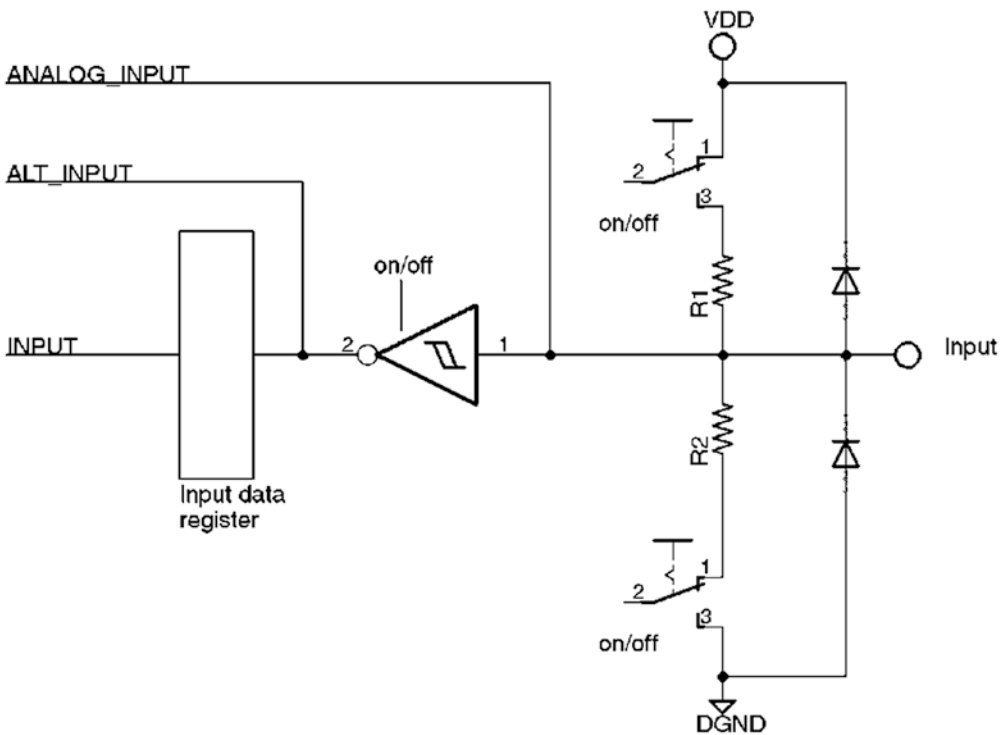 VDD
ANALOG_INPUT
1
2
ALT_INPUT
3
on/off
on/off
R1
INPUT
2
1
Input
R2
Input data
register
1
2
3
on/off
DGND